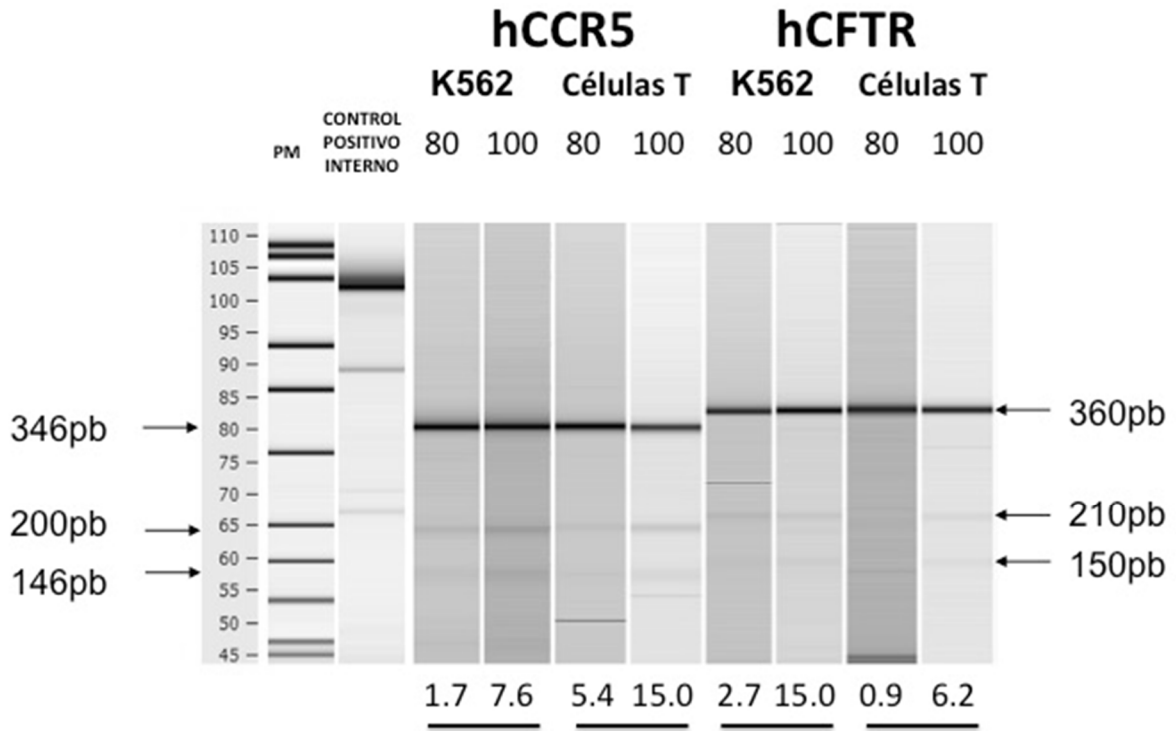 hCCR5 hCFTR
K562 Células T K562 Células T
PM CONTROL POSITIVO INTERNO 80 100 80 100 80 100 80 100
110
105
100
95
90
85
80
75
70
65
60
55
50
45
346pb
200pb
146pb
360pb
210pb
150pb
1.7 7.6 5.4 15.0 2.7 15.0 0.9 6.2